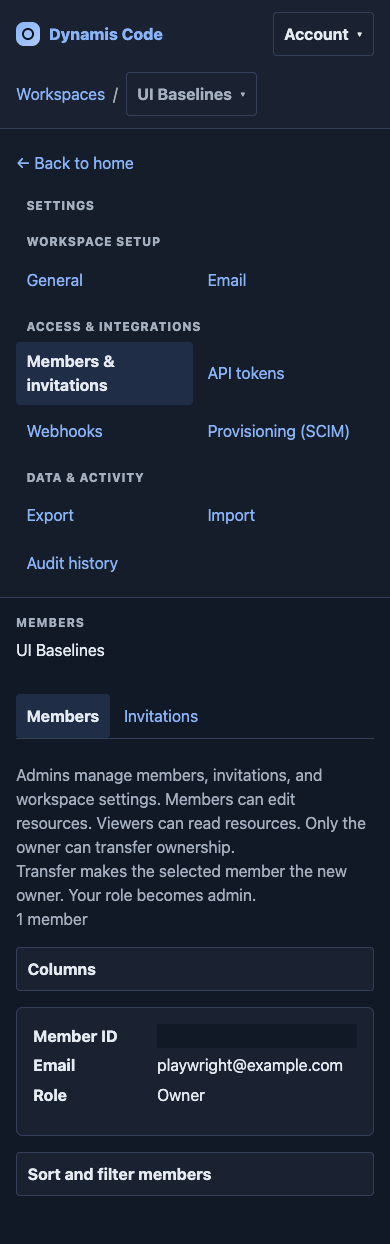 Dynamis Code
Account ▾
Workspaces / UI Baselines ▾
← Back to home
SETTINGS
WORKSPACE SETUP
General Email
ACCESS & INTEGRATIONS
Members &
invitations
API tokens
Webhooks Provisioning (SCIM)
DATA & ACTIVITY
Export Import
Audit history
MEMBERS
UI Baselines
Members Invitations
Admins manage members, invitations, and
workspace settings. Members can edit
resources. Viewers can read resources. Only the
owner can transfer ownership.
Transfer makes the selected member the new
owner. Your role becomes admin.
1 member
Columns
Member ID
Email playwright@example.com
Role Owner
Sort and filter members